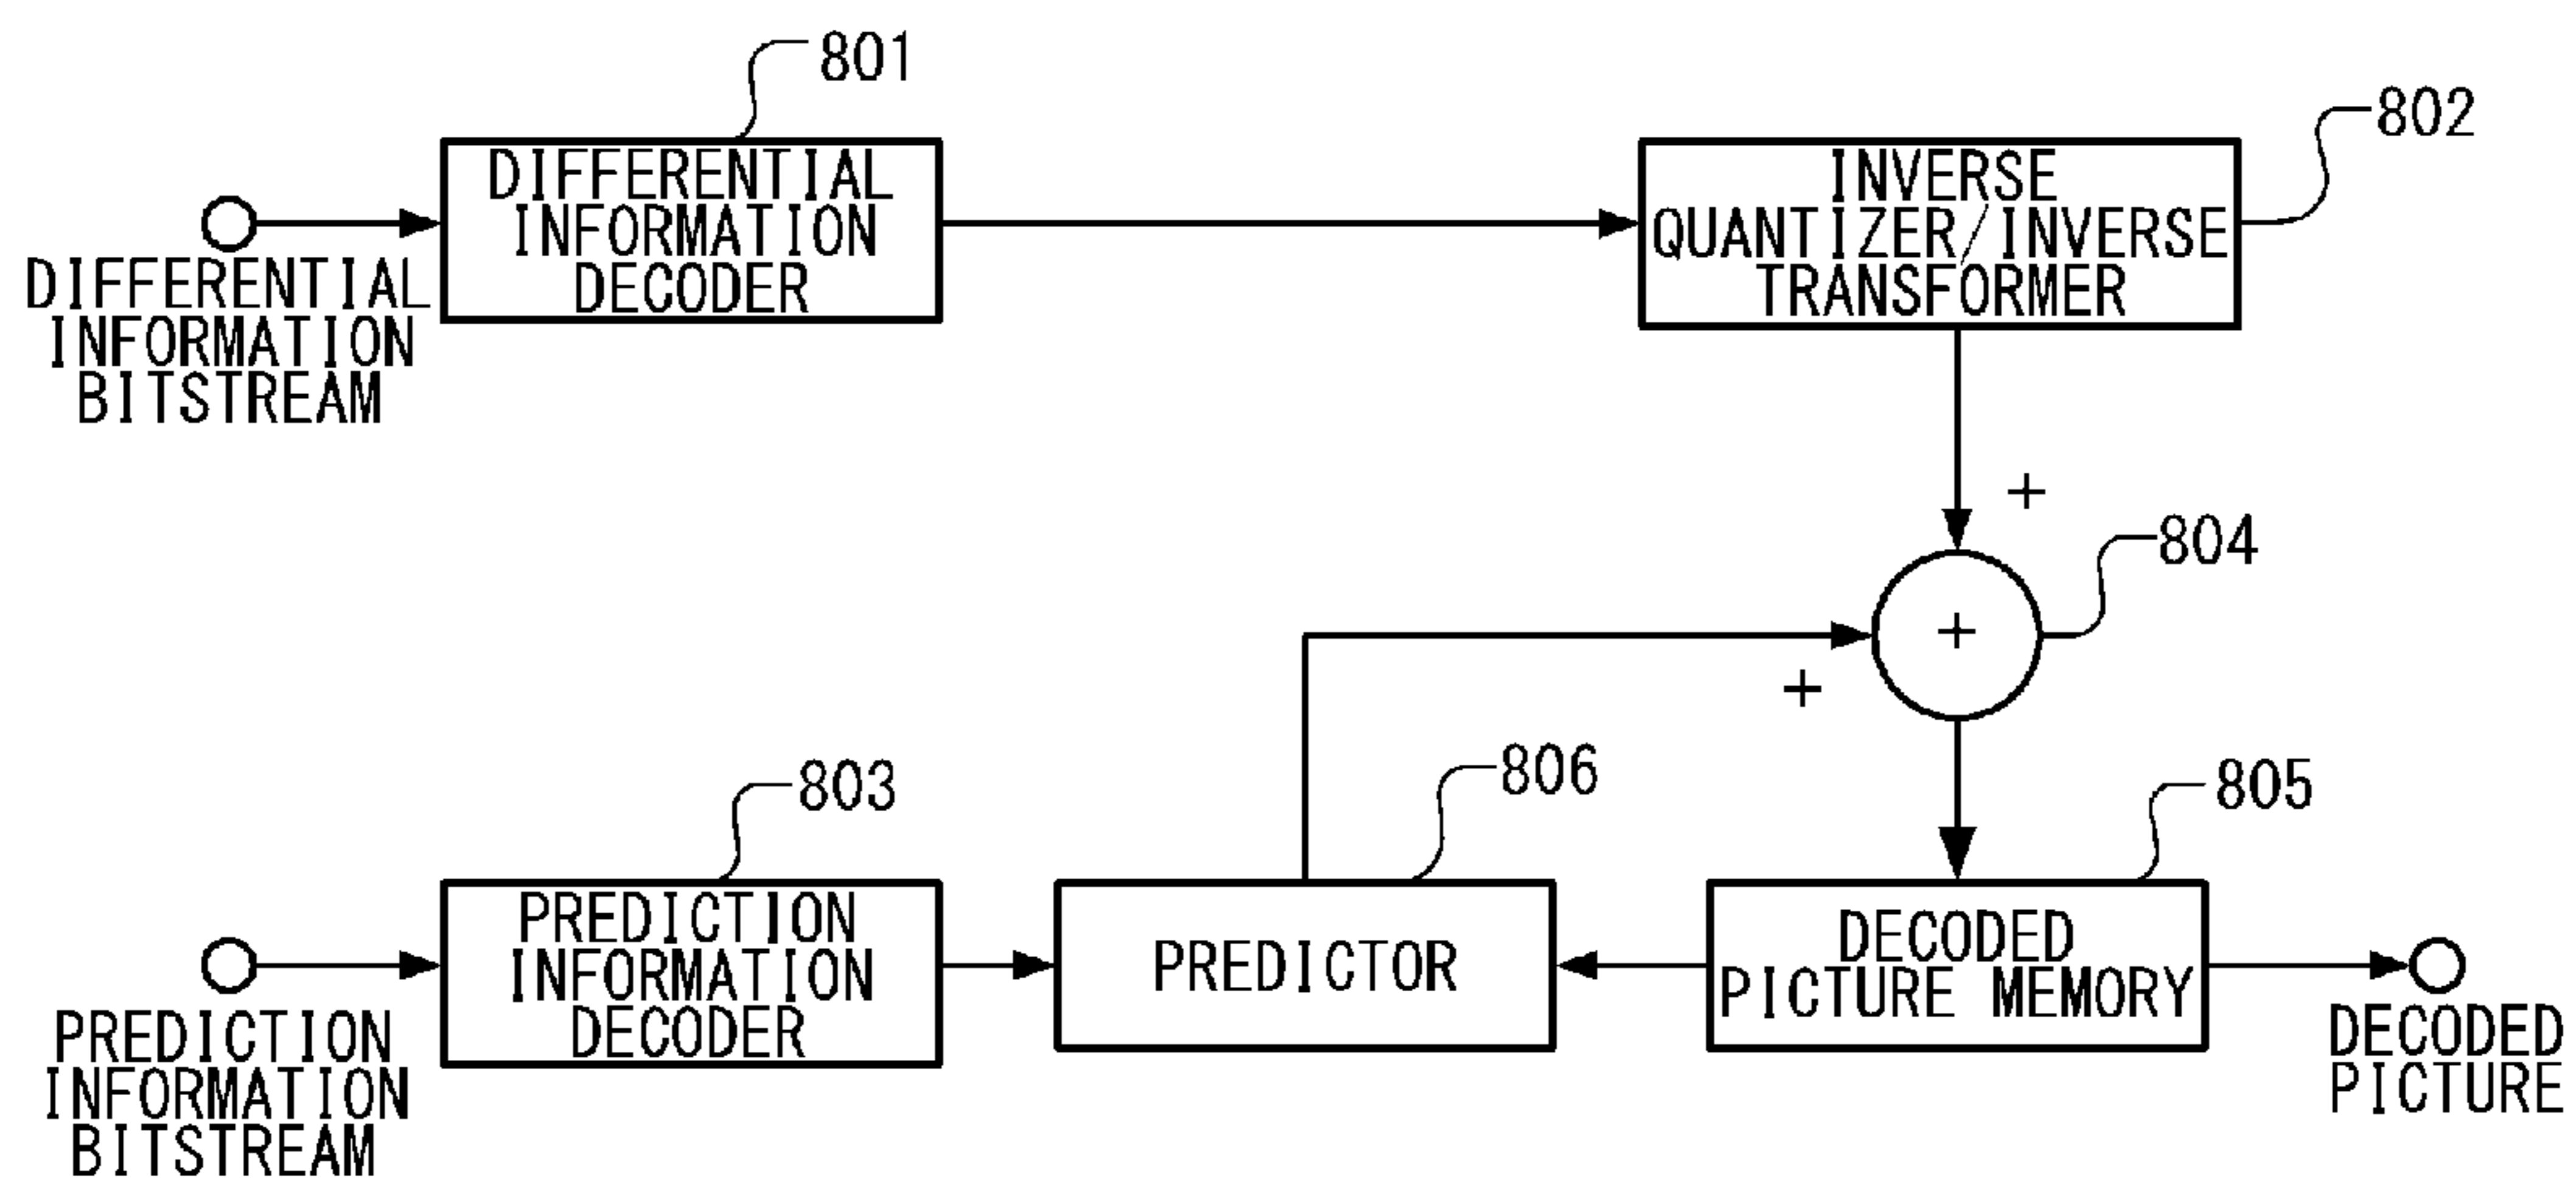 801
802
DIFFERENTIAL
INFORMATION
DECODER
INVERSE
QUANTIZER/INVERSE
TRANSFORMER
DIFFERENTIAL
INFORMATION
BITSTREAM
+
804
+
+
803
806
805
PREDICTION
INFORMATION
DECODER
PREDICTOR
DECODED
PICTURE MEMORY
PREDICTION
INFORMATION
BITSTREAM
DECODED
PICTURE